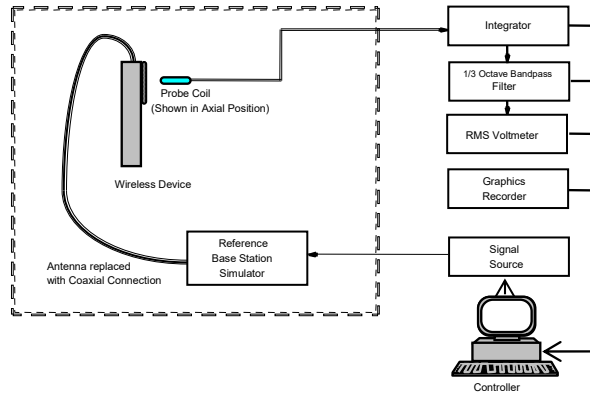 Integrator
1/3 Octave Bandpass
Filter
RMS Voltmeter
Graphics
Recorder
Probe Coil
(Shown in Axial Position)
Wireless Device
Reference
Base Station
Simulator
Antenna replaced
with Coaxial Connection
Signal
Source
Controller